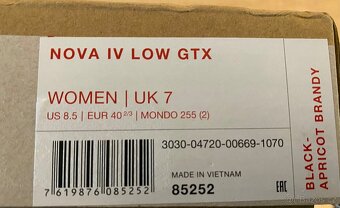 NOVA IV LOW GTX
WOMEN | UK 7
US 8.5 | EUR 40 2/3 | MONDO 255 (2)
3030-04720-00669-1070
MADE IN VIETNAM
85252
7 619876 085252
EAC
BLACK-
APRICOT BRANDY